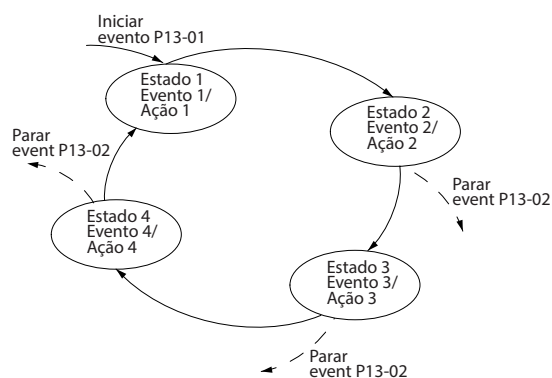 Iniciar
evento P13-01
Estado 1
Evento 1/
Ação 1
Estado 2
Evento 2/
Ação 2
Parar
event P13-02
Parar
event P13-02
Estado 4
Evento 4/
Ação 4
Estado 3
Evento 3/
Ação 3
Parar
event P13-02